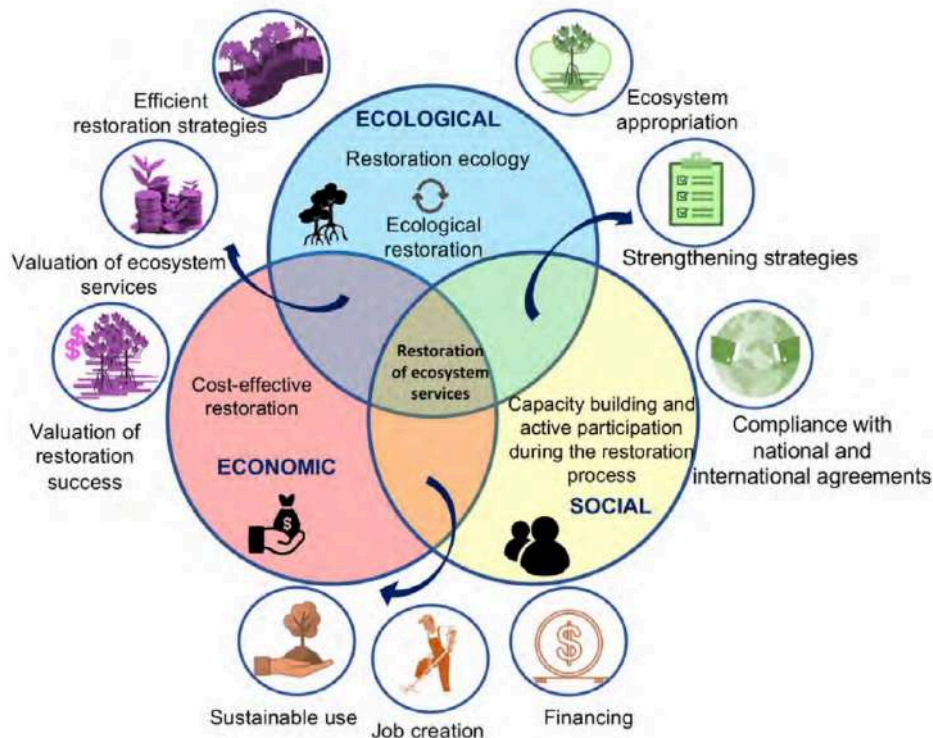 Efficient
restoration strategies
ECOLOGICAL
Restoration ecology
Ecological
restoration
Ecosystem
appropriation
Valuation of ecosystem
services
Strengthening strategies
$$
Valuation of
restoration
success
Cost-effective
restoration
ECONOMIC
$
Restoration
of ecosystem
services
Capacity building and
active participation
during the restoration
process
SOCIAL
Compliance with
national and
international agreements
Sustainable use
Job creation
$
Financing